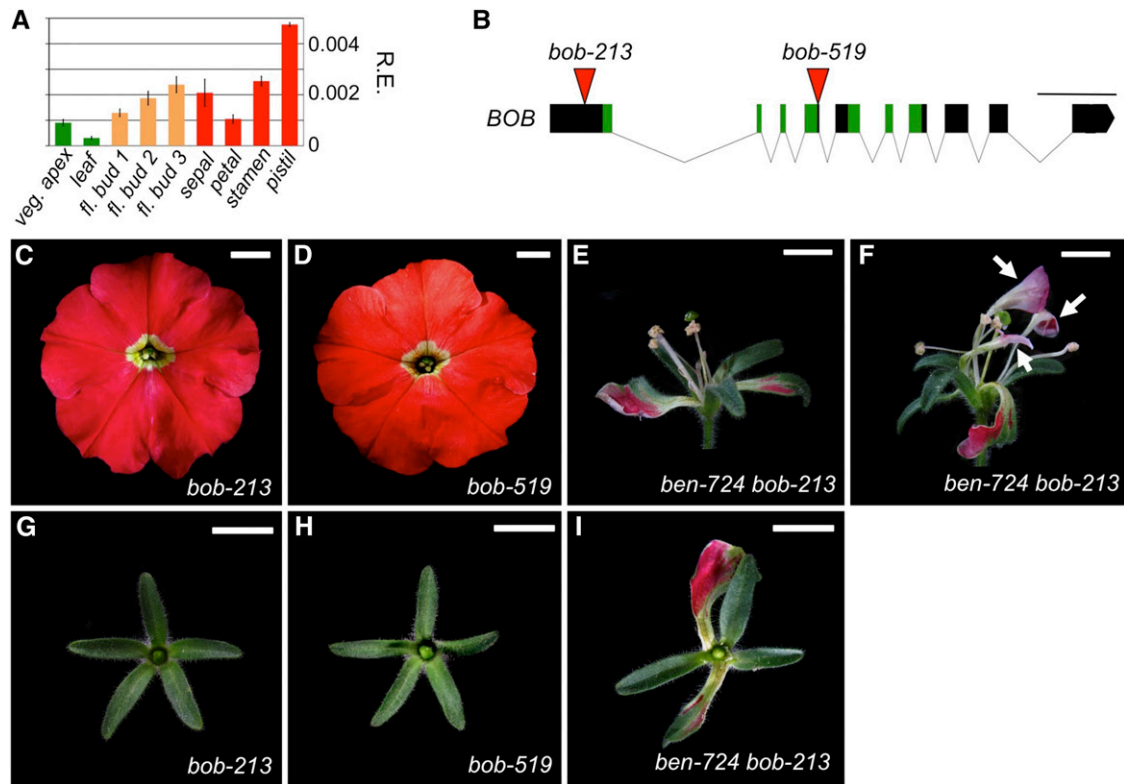 A
0.004
0.002
0
R.E.
veg. apex
leaf
fl. bud 1
fl. bud 2
fl. bud 3
sepal
petal
stamen
pistil
B
bob-213
bob-519
BOB
C
bob-213
D
bob-519
E
ben-724 bob-213
F
ben-724 bob-213
G
bob-213
H
bob-519
I
ben-724 bob-213